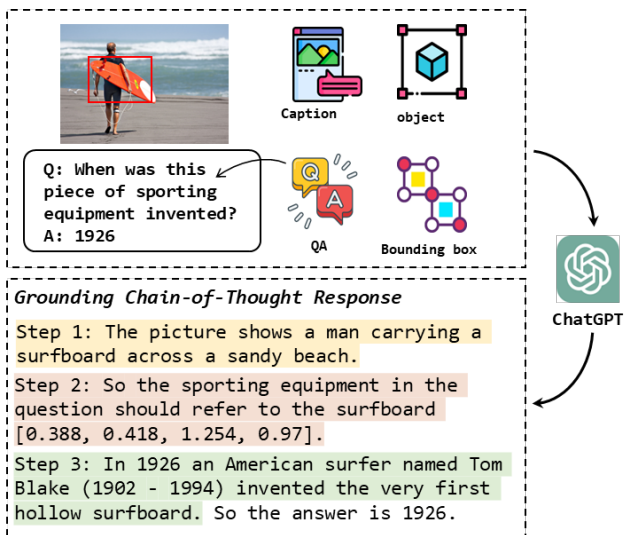 Caption
object
Q: When was this
piece of sporting
equipment invented?
A: 1926
Q
A
QA
Bounding box
ChatGPT
Grounding Chain-of-Thought Response
Step 1: The picture shows a man carrying a
surfboard across a sandy beach.
Step 2: So the sporting equipment in the
question should refer to the surfboard
[0.388, 0.418, 1.254, 0.97].
Step 3: In 1926 an American surfer named Tom
Blake (1902 - 1994) invented the very first
hollow surfboard. So the answer is 1926.